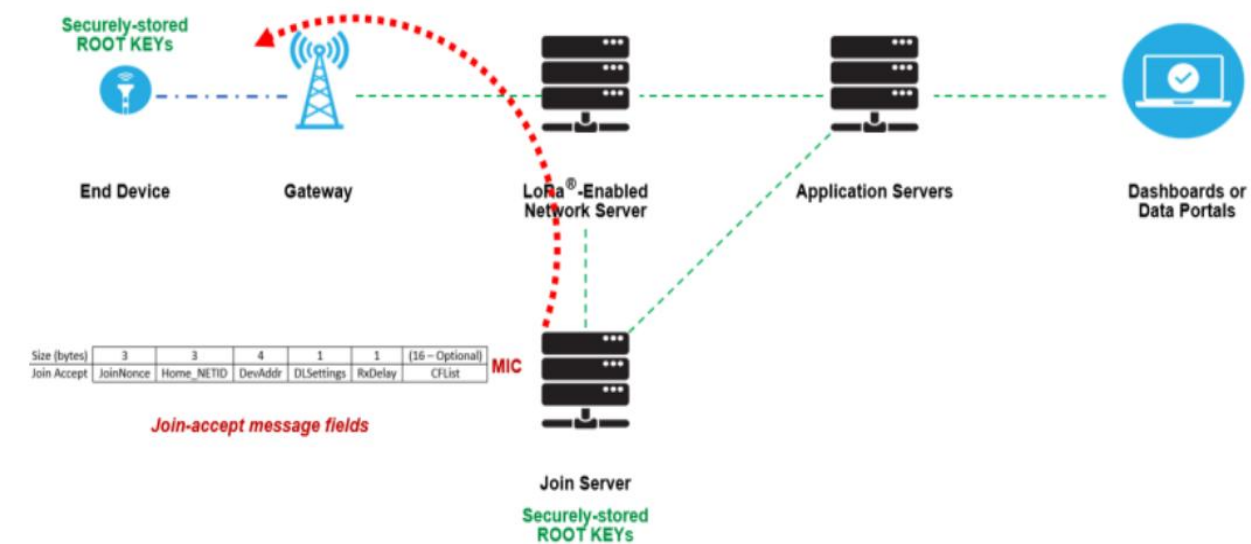 Securely-stored
ROOT KEYs
End Device
Gateway
LoRa®-Enabled
Network Server
Application Servers
Dashboards or
Data Portals
Size (bytes) 3 3 4 1 1 (16 – Optional)
Join Accept JoinNonce Home_NETID DevAddr DLSettings RxDelay CFList
MIC
Join-accept message fields
Join Server
Securely-stored
ROOT KEYs